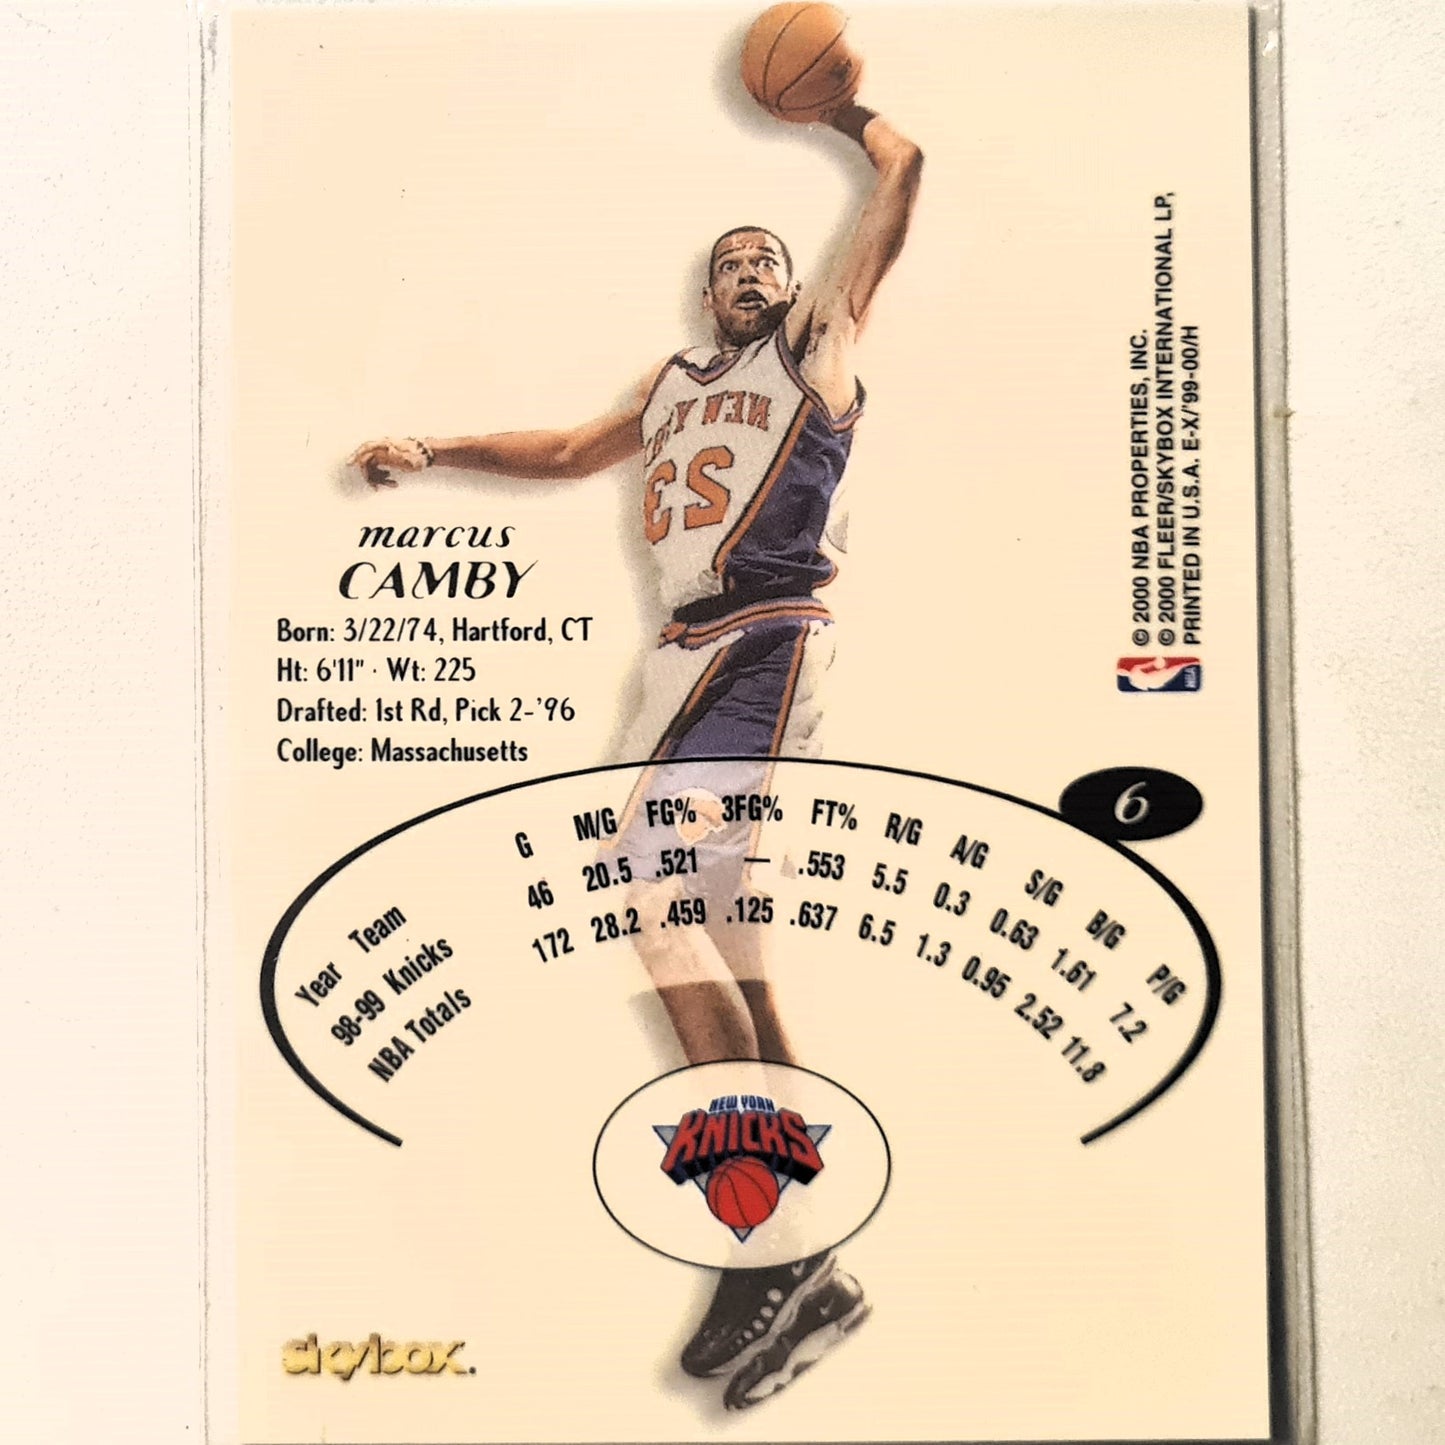 NEW Y
23
marcus
CAMBY
Born: 3/22/74, Hartford, CT
Ht: 6'11" · Wt: 225
Drafted: 1st Rd, Pick 2-'96
College: Massachusetts
© 2000 NBA PROPERTIES, INC.
© 2000 FLEER/SKYBOX INTERNATIONAL LP,
PRINTED IN U.S.A. E-X/'99-00/H
NBA
6
Year Team G M/G FG% 3FG% FT% R/G A/G S/G B/G P/G
98-99 Knicks 46 20.5 .521 — .553 5.5 0.3 0.63 1.61 7.2
NBA Totals 172 28.2 .459 .125 .637 6.5 1.3 0.95 2.52 11.8
NEW YORK
KNICKS
skybox.